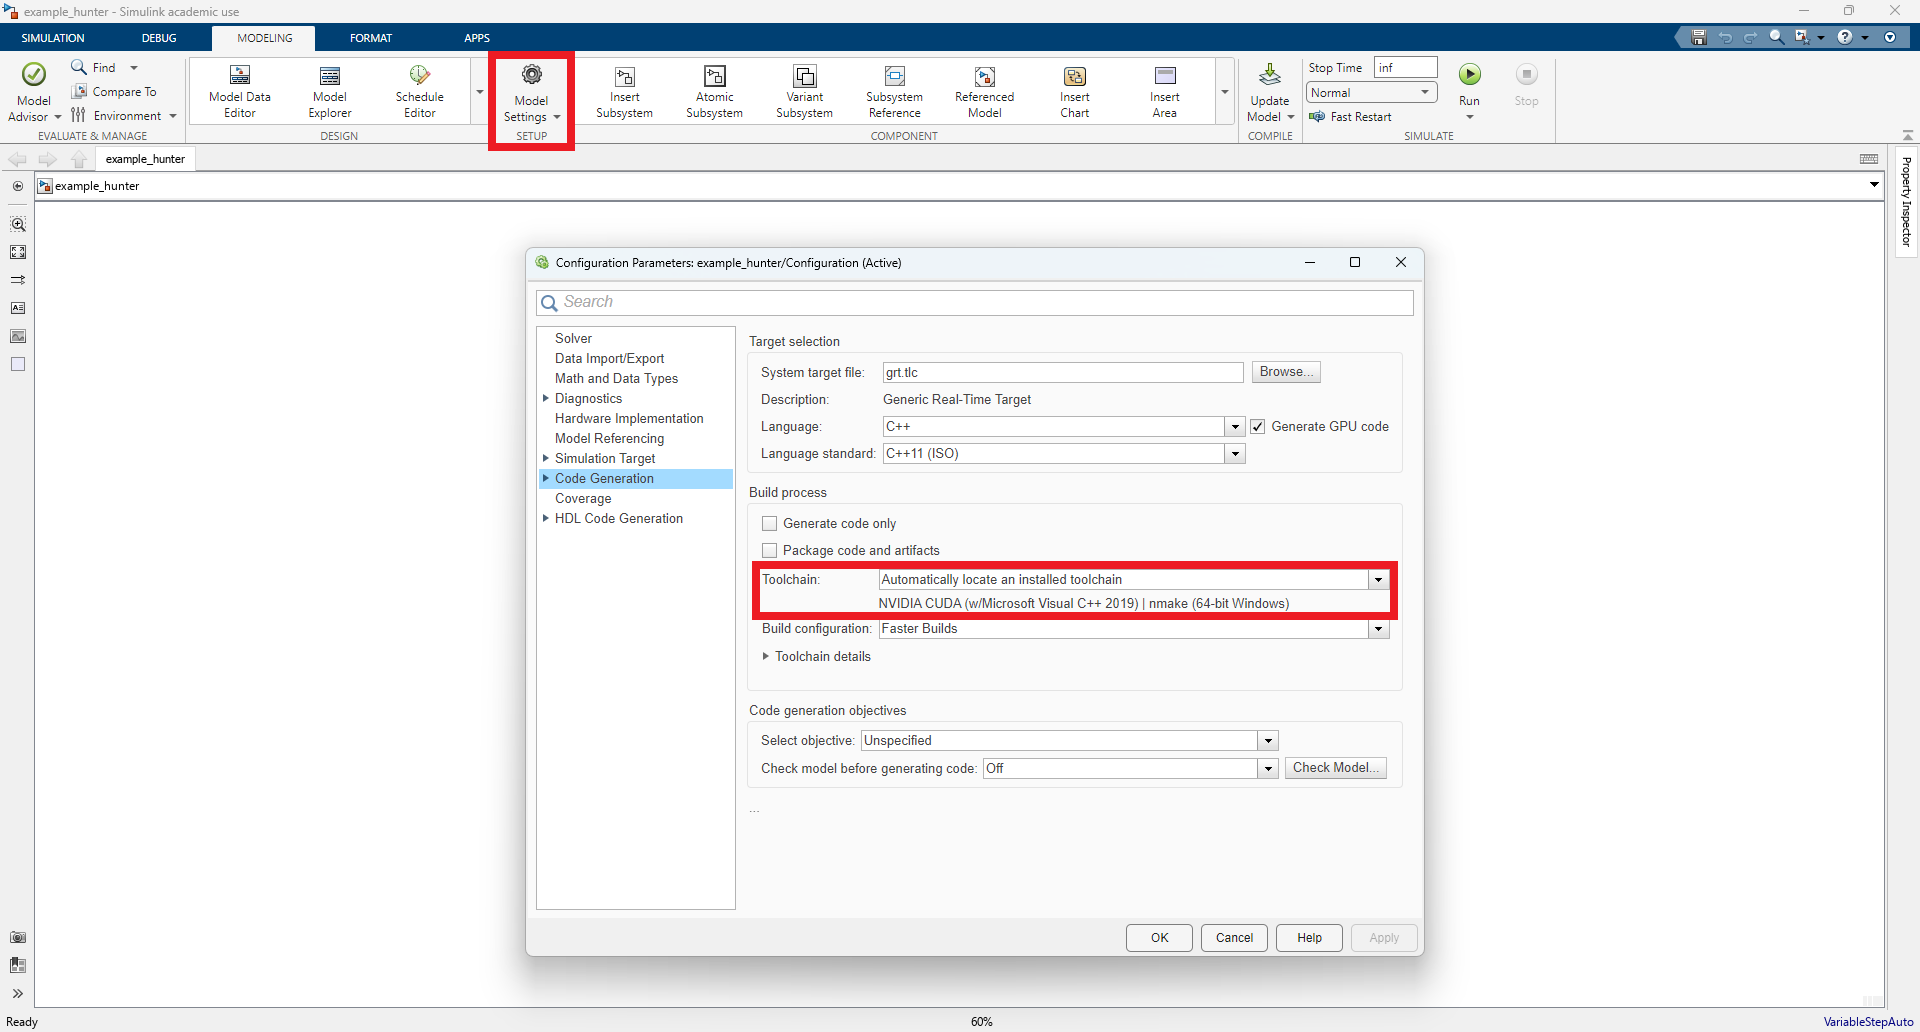 example_hunter - Simulink academic use
SIMULATION DEBUG MODELING FORMAT APPS
Model Advisor
Find
Compare To
Environment
EVALUATE & MANAGE
Model Data Editor
Model Explorer
Schedule Editor
DESIGN
Model Settings
SETUP
Insert Subsystem
Atomic Subsystem
Variant Subsystem
Subsystem Reference
Referenced Model
Insert Chart
Insert Area
COMPONENT
Update Model
COMPILE
Stop Time inf
Normal
Fast Restart
Run
Stop
SIMULATE
example_hunter
example_hunter
Property Inspector
Configuration Parameters: example_hunter/Configuration (Active)
Search
Solver
Data Import/Export
Math and Data Types
Diagnostics
Hardware Implementation
Model Referencing
Simulation Target
Code Generation
Coverage
HDL Code Generation
Target selection
System target file: grt.tlc Browse...
Description: Generic Real-Time Target
Language: C++ Generate GPU code
Language standard: C++11 (ISO)
Build process
Generate code only
Package code and artifacts
Toolchain: Automatically locate an installed toolchain
NVIDIA CUDA (w/Microsoft Visual C++ 2019) | nmake (64-bit Windows)
Build configuration: Faster Builds
Toolchain details
Code generation objectives
Select objective: Unspecified
Check model before generating code: Off Check Model...
...
OK Cancel Help Apply
Ready 60% VariableStepAuto